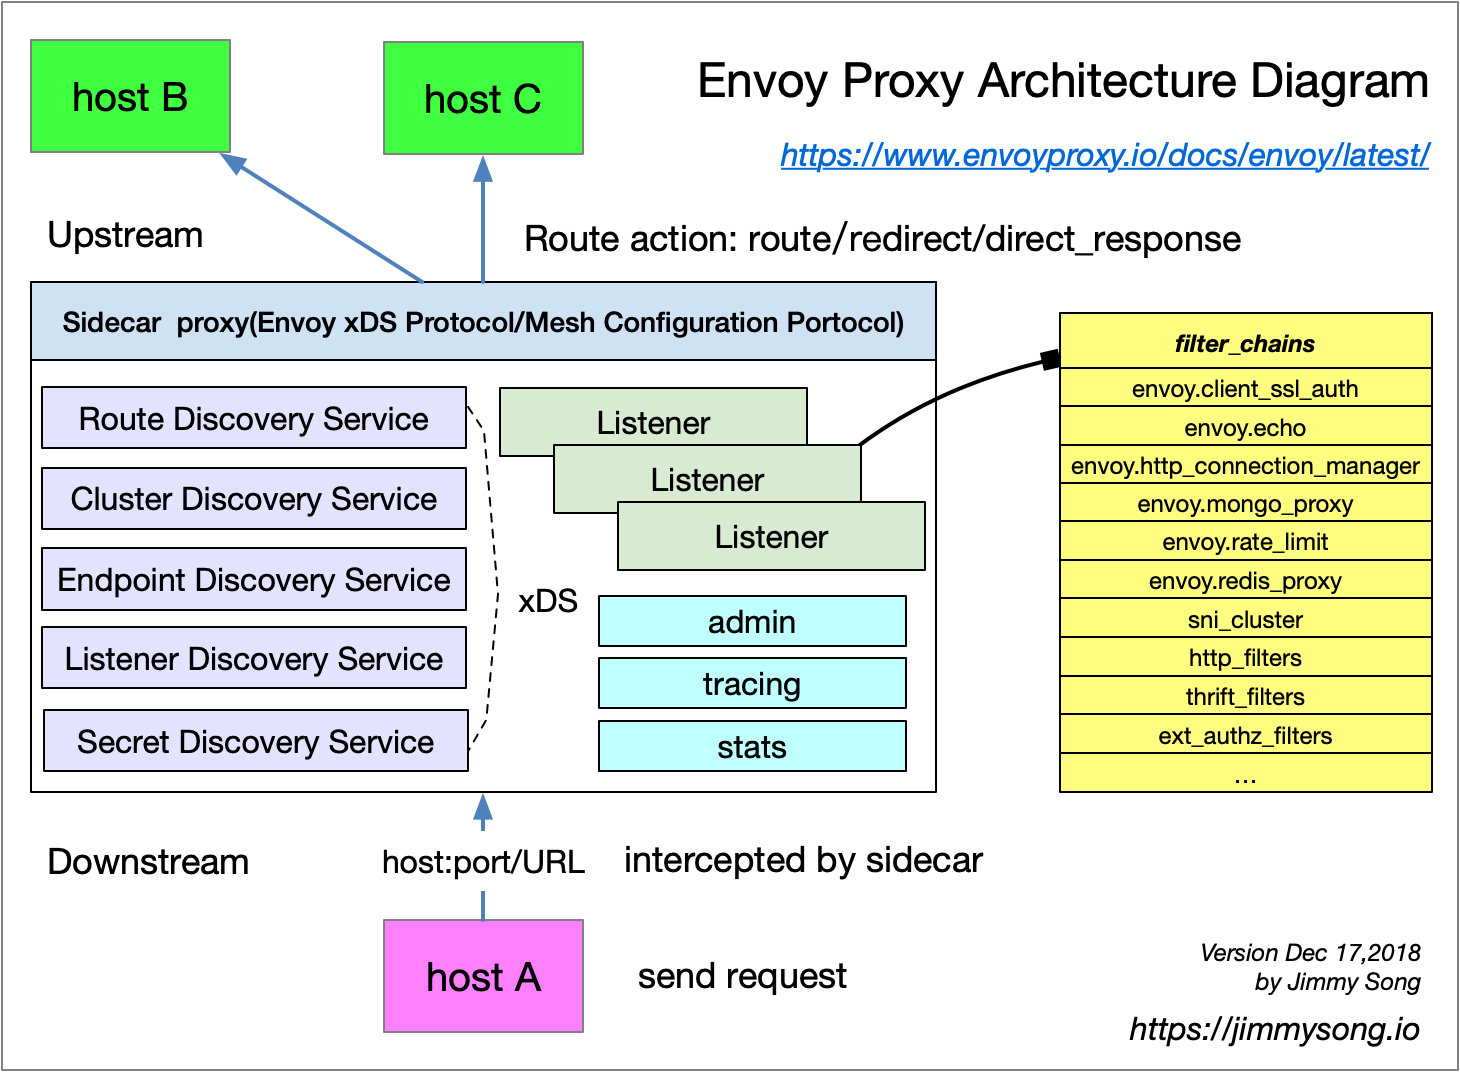 host B
host C
Envoy Proxy Architecture Diagram
https://www.envoyproxy.io/docs/envoy/latest/
Upstream
Route action: route/redirect/direct_response
Sidecar proxy(Envoy xDS Protocol/Mesh Configuration Portocol)
Route Discovery Service
Cluster Discovery Service
Endpoint Discovery Service
Listener Discovery Service
Secret Discovery Service
xDS
Listener
Listener
Listener
admin
tracing
stats
filter_chains
envoy.client_ssl_auth
envoy.echo
envoy.http_connection_manager
envoy.mongo_proxy
envoy.rate_limit
envoy.redis_proxy
sni_cluster
http_filters
thrift_filters
ext_authz_filters
...
Downstream
host:port/URL
intercepted by sidecar
host A
send request
Version Dec 17,2018
by Jimmy Song
https://jimmysong.io